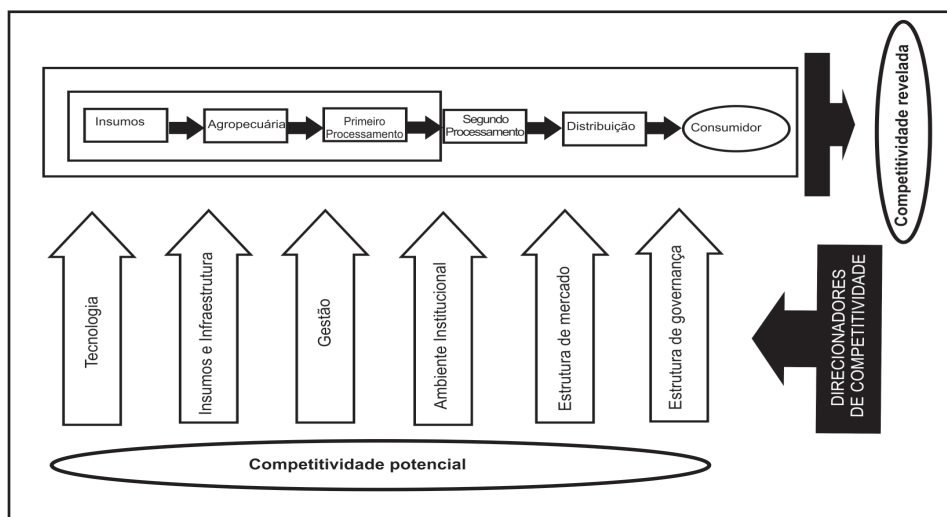 Insumos
Agropecuária
Primeiro
Processamento
Segundo
Processamento
Distribuição
Consumidor
Competitividade revelada
Tecnologia
Insumos e Infraestrutura
Gestão
Ambiente Institucional
Estrutura de mercado
Estrutura de governança
DIRECIONADORES
DE COMPETITIVIDADE
Competitividade potencial